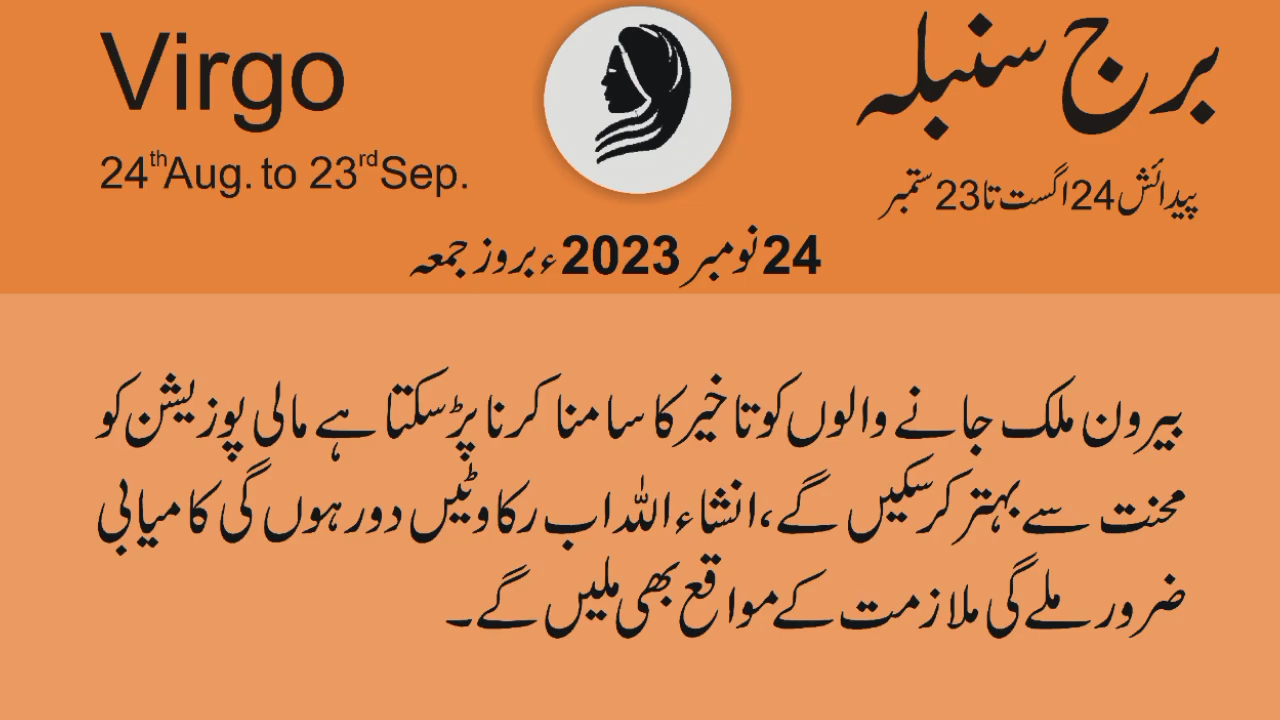 Virgo
برج سنبلہ
24th Aug. to 23rd Sep.
پیدائش 24 اگست تا 23 ستمبر
24 نومبر 2023ء بروز جمعہ
بیرون ملک جانے والوں کو تاخیر کا سامنا کرنا پڑ سکتا ہے مالی پوزیشن کو
محنت سے بہتر کر سکیں گے، انشاء اللہ اب رکاوٹیں دور ہوں گی کامیابی
ضرور ملے گی ملازمت کے مواقع بھی ملیں گے۔